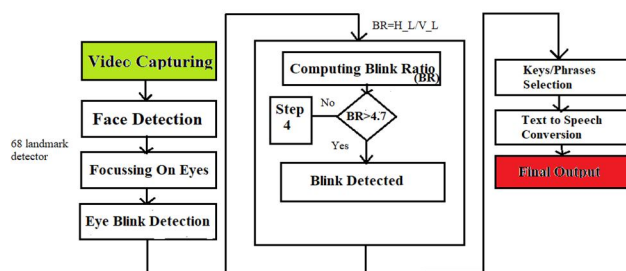 Video Capturing
Face Detection
68 landmark
detector
Focussing On Eyes
Eye Blink Detection
BR=H_L/V_L
Computing Blink Ratio
(BR)
No
Step
4
BR>4.7
Yes
Blink Detected
Keys/Phrases
Selection
Text to Speech
Conversion
Final Output